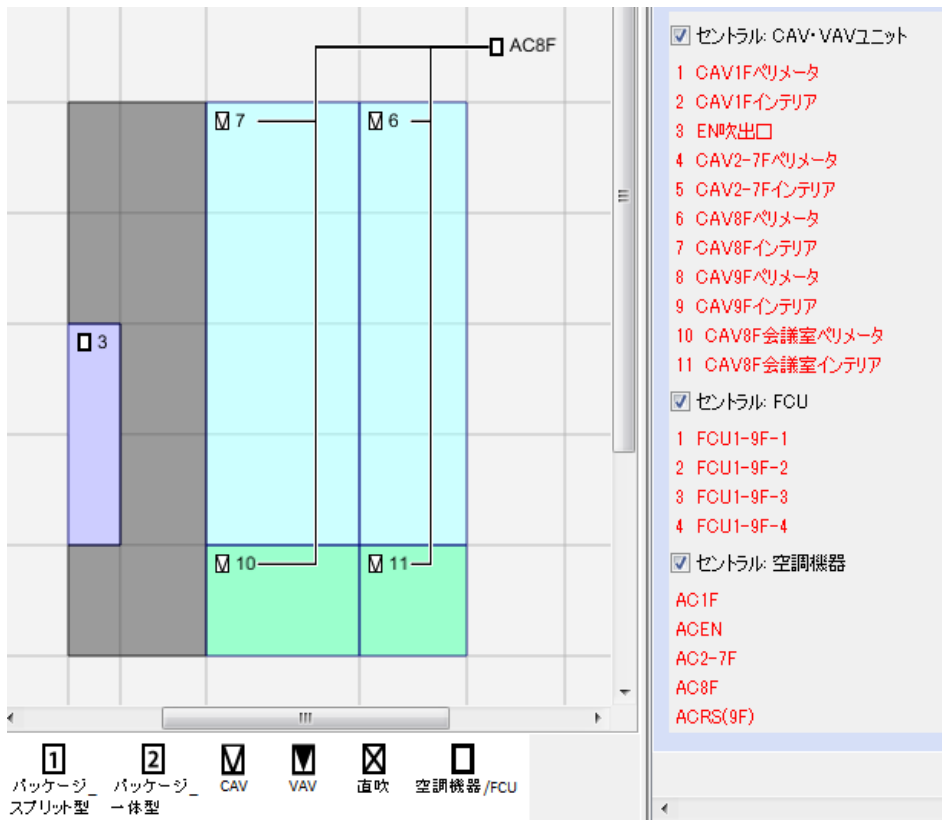 AC8F
7
6
3
10
11
1
パッケージ_
スプリット型
2
パッケージ_
一体型
CAV
VAV
直吹
空調機器/FCU
セントラル: CAV・VAVユニット
1 CAV1Fペリメータ
2 CAV1Fインテリア
3 EN吹出口
4 CAV2-7Fペリメータ
5 CAV2-7Fインテリア
6 CAV8Fペリメータ
7 CAV8Fインテリア
8 CAV9Fペリメータ
9 CAV9Fインテリア
10 CAV8F会議室ペリメータ
11 CAV8F会議室インテリア
セントラル: FCU
1 FCU1-9F-1
2 FCU1-9F-2
3 FCU1-9F-3
4 FCU1-9F-4
セントラル: 空調機器
AC1F
ACEN
AC2-7F
AC8F
ACRS(9F)